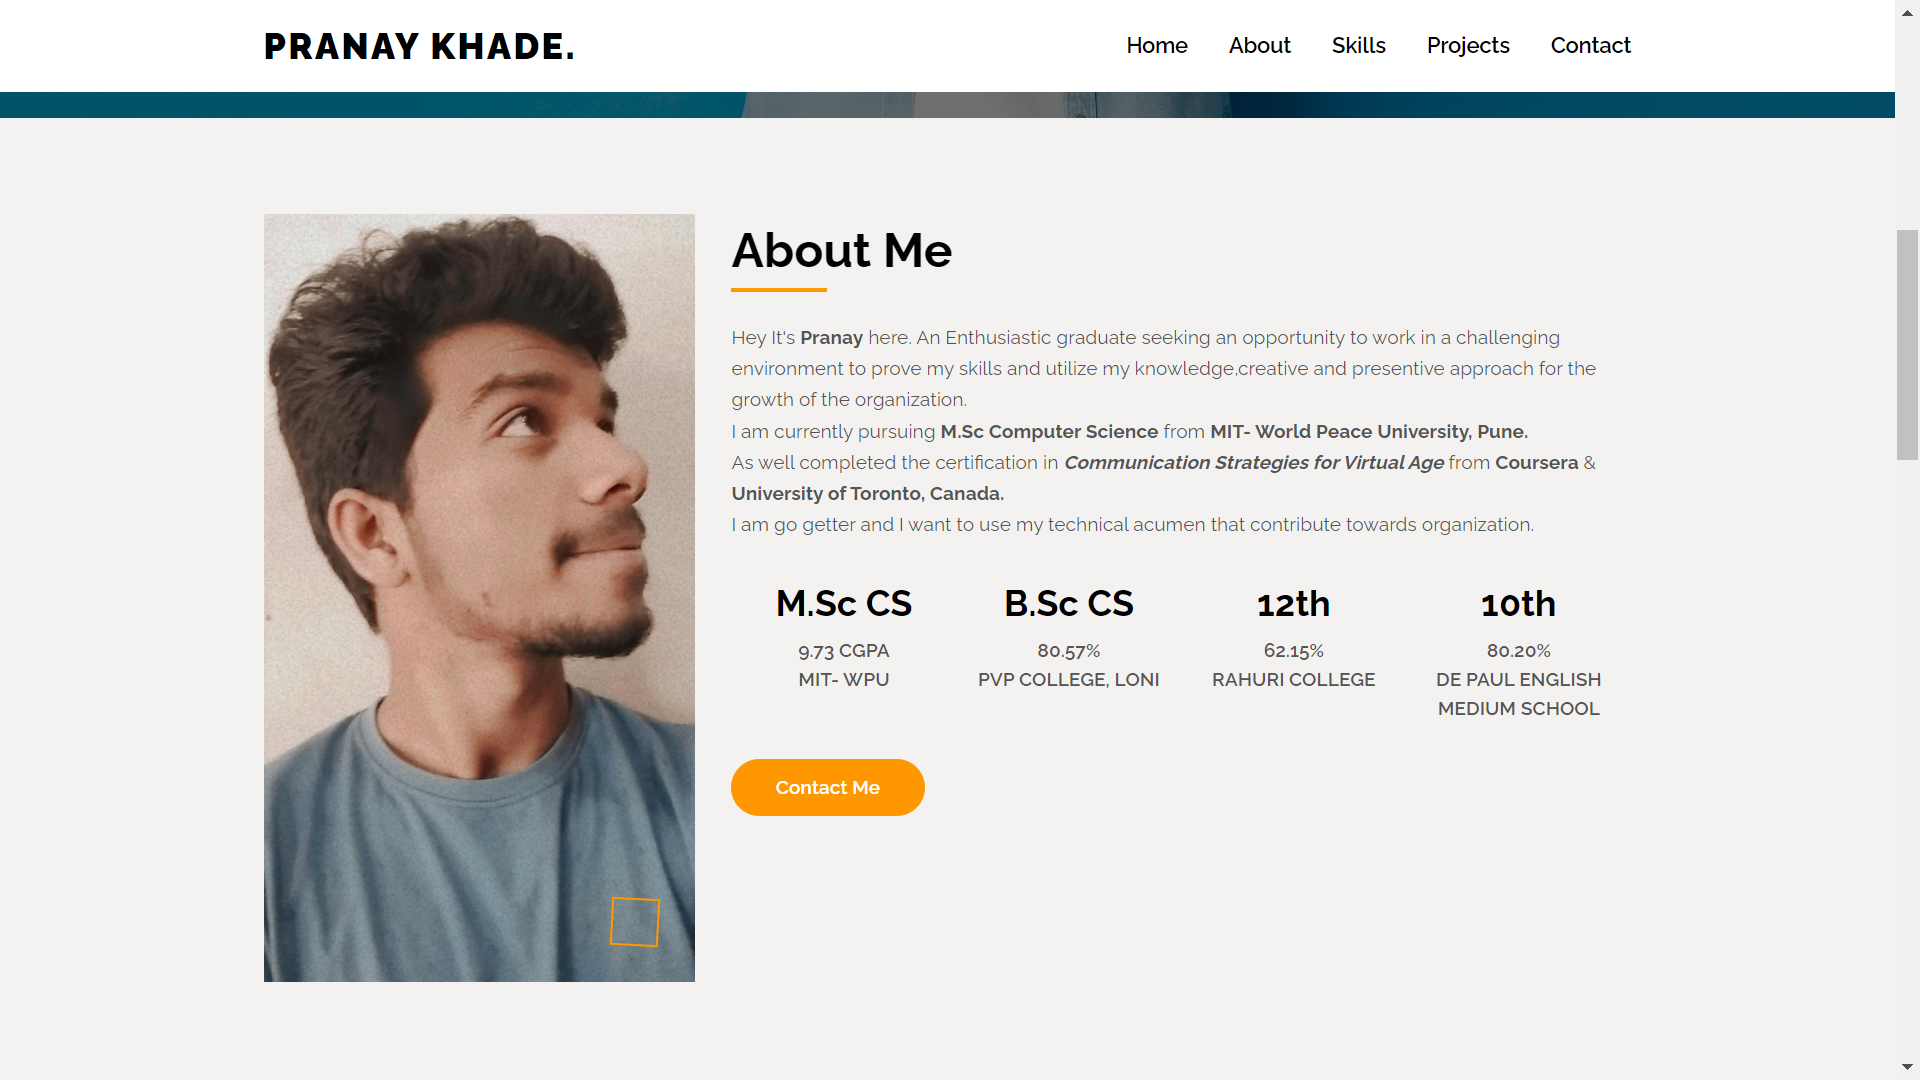 PRANAY KHADE.
Home About Skills Projects Contact
About Me
Hey It's Pranay here. An Enthusiastic graduate seeking an opportunity to work in a challenging
environment to prove my skills and utilize my knowledge,creative and presentive approach for the
growth of the organization.
I am currently pursuing M.Sc Computer Science from MIT- World Peace University, Pune.
As well completed the certification in Communication Strategies for Virtual Age from Coursera &
University of Toronto, Canada.
I am go getter and I want to use my technical acumen that contribute towards organization.
M.Sc CS
9.73 CGPA
MIT- WPU
B.Sc CS
80.57%
PVP COLLEGE, LONI
12th
62.15%
RAHURI COLLEGE
10th
80.20%
DE PAUL ENGLISH
MEDIUM SCHOOL
Contact Me